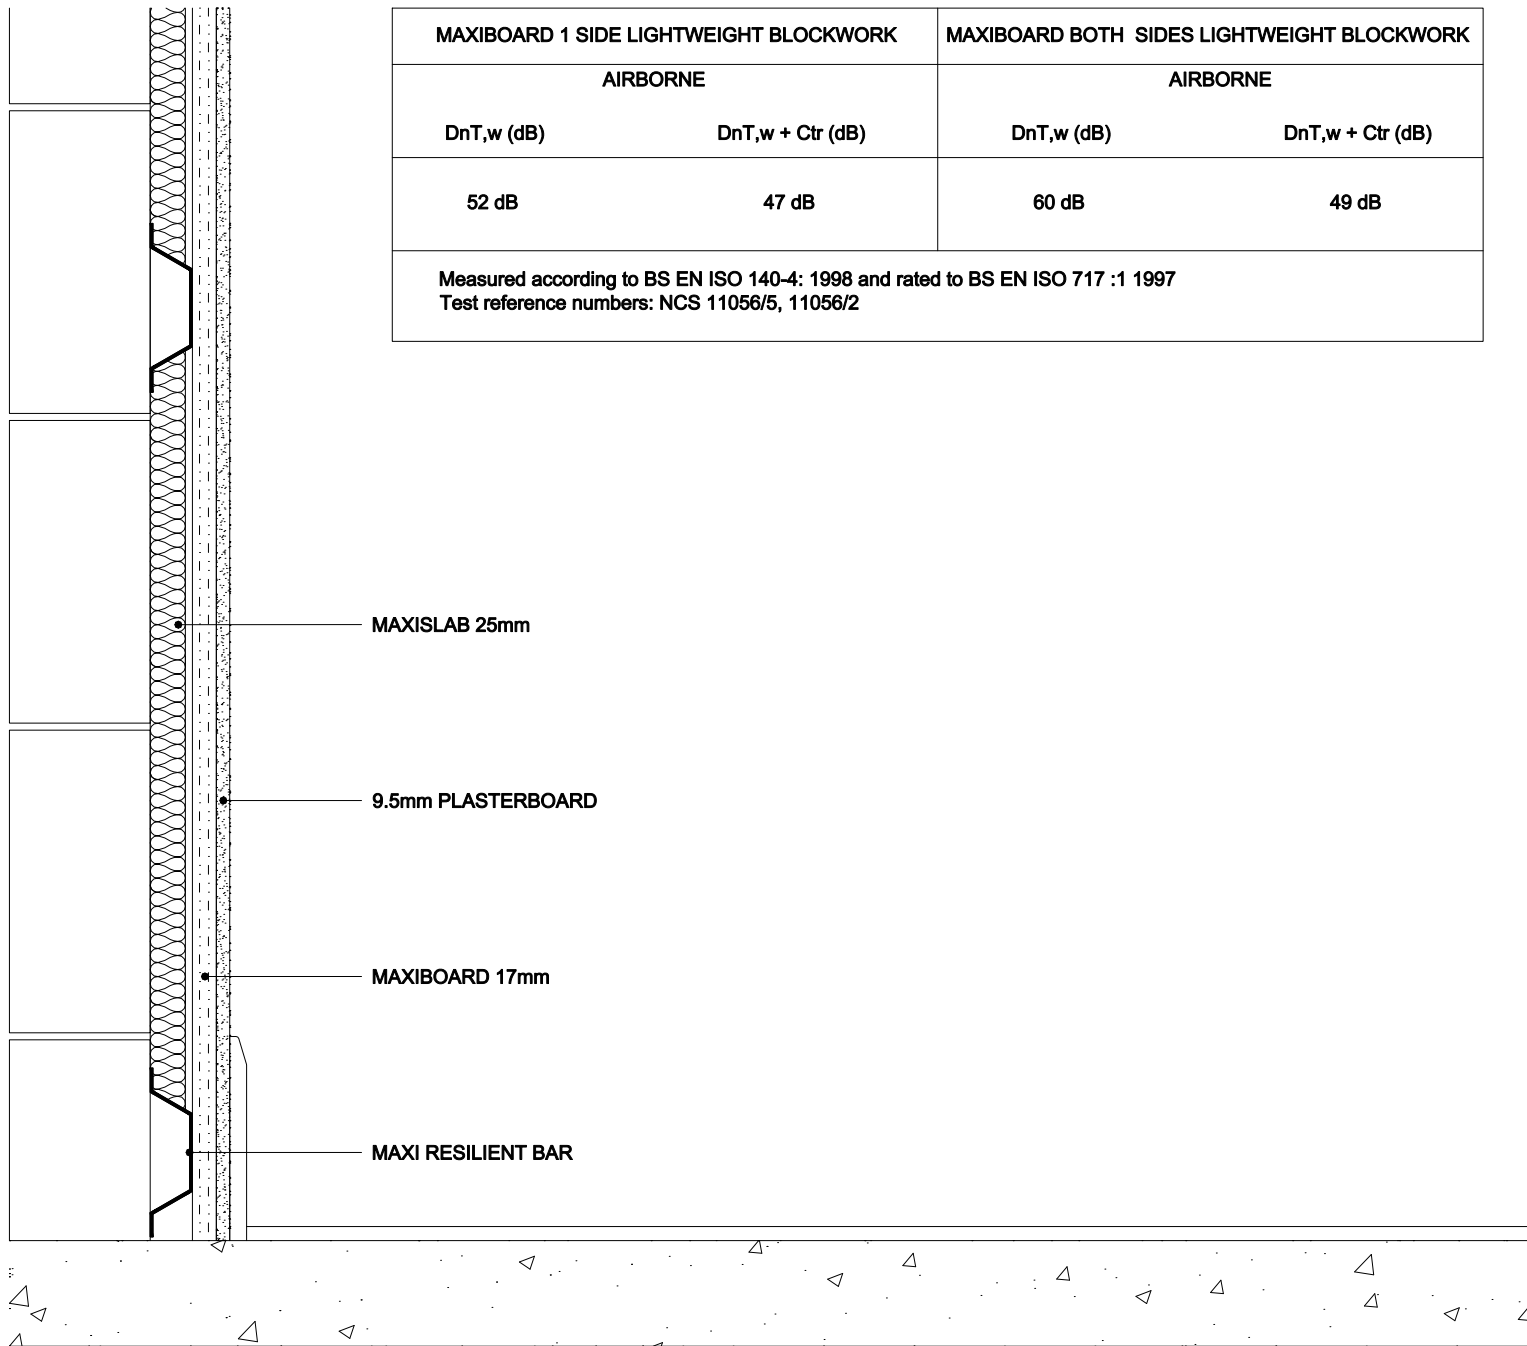 MAXIBOARD 1 SIDE LIGHTWEIGHT BLOCKWORK
MAXIBOARD BOTH SIDES LIGHTWEIGHT BLOCKWORK
AIRBORNE
AIRBORNE
DnT,w (dB)
DnT,w + Ctr (dB)
DnT,w (dB)
DnT,w + Ctr (dB)
52 dB
47 dB
60 dB
49 dB
Measured according to BS EN ISO 140-4: 1998 and rated to BS EN ISO 717 :1 1997
Test reference numbers: NCS 11056/5, 11056/2
MAXISLAB 25mm
9.5mm PLASTERBOARD
MAXIBOARD 17mm
MAXI RESILIENT BAR